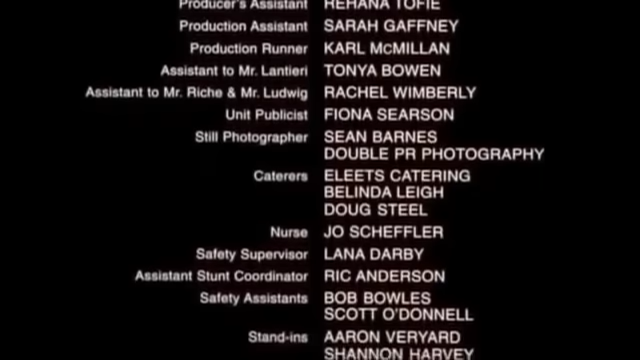 Producer's Assistant REHANA TOFIE
Production Assistant SARAH GAFFNEY
Production Runner KARL McMILLAN
Assistant to Mr. Lantieri TONYA BOWEN
Assistant to Mr. Riche & Mr. Ludwig RACHEL WIMBERLY
Unit Publicist FIONA SEARSON
Still Photographer SEAN BARNES
DOUBLE PR PHOTOGRAPHY
Caterers ELEETS CATERING
BELINDA LEIGH
DOUG STEEL
Nurse JO SCHEFFLER
Safety Supervisor LANA DARBY
Assistant Stunt Coordinator RIC ANDERSON
Safety Assistants BOB BOWLES
SCOTT O'DONNELL
Stand-ins AARON VERYARD
SHANNON HARVEY